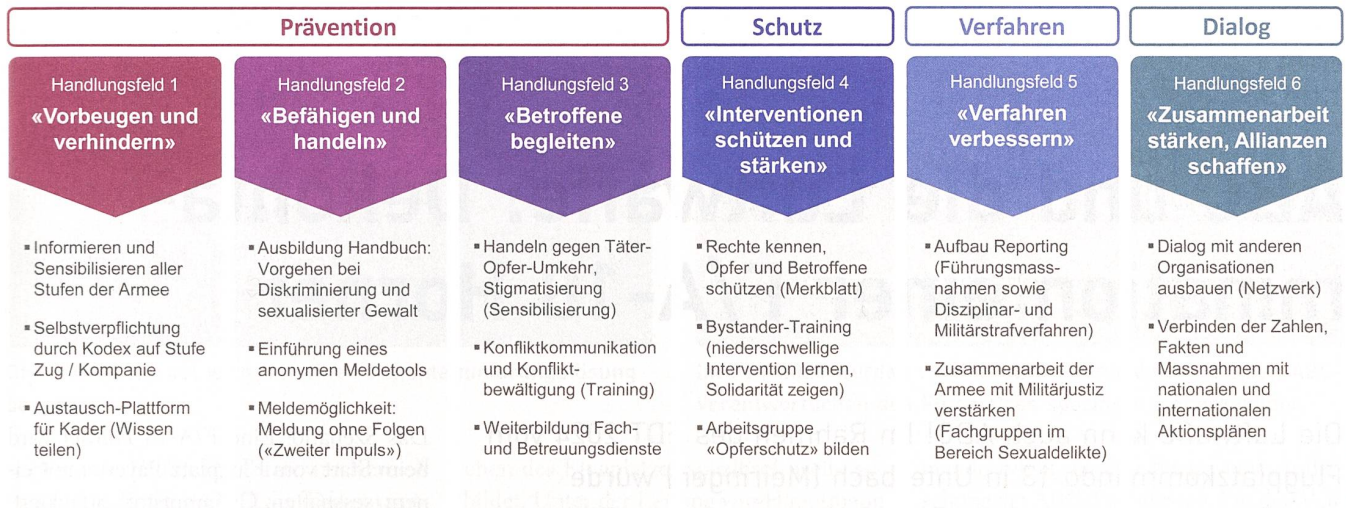 Prävention
Schutz
Verfahren
Dialog
Handlungsfeld 1
«Vorbeugen und
verhindern»
Handlungsfeld 2
«Befähigen und
handeln»
Handlungsfeld 3
«Betroffene
begleiten»
Handlungsfeld 4
«Interventionen
schützen und
stärken»
Handlungsfeld 5
«Verfahren
verbessern»
Handlungsfeld 6
«Zusammenarbeit
stärken, Allianzen
schaffen»
▪ Informieren und
Sensibilisieren aller
Stufen der Armee
▪ Selbstverpflichtung
durch Kodex auf Stufe
Zug / Kompanie
▪ Austausch-Plattform
für Kader (Wissen
teilen)
▪ Ausbildung Handbuch:
Vorgehen bei
Diskriminierung und
sexualisierter Gewalt
▪ Einführung eines
anonymen Meldetools
▪ Meldemöglichkeit:
Meldung ohne Folgen
(«Zweiter Impuls»)
▪ Handeln gegen Täter-
Opfer-Umkehr,
Stigmatisierung
(Sensibilisierung)
▪ Konfliktkommunikation
und Konflikt-
bewältigung (Training)
▪ Weiterbildung Fach-
und Betreuungsdienste
▪ Rechte kennen,
Opfer und Betroffene
schützen (Merkblatt)
▪ Bystander-Training
(niederschwellige
Intervention lernen,
Solidarität zeigen)
▪ Arbeitsgruppe
«Opferschutz» bilden
▪ Aufbau Reporting
(Führungsmass-
nahmen sowie
Disziplinar- und
Militärstrafverfahren)
▪ Zusammenarbeit der
Armee mit Militärjustiz
verstärken
(Fachgruppen im
Bereich Sexualdelikte)
▪ Dialog mit anderen
Organisationen
ausbauen (Netzwerk)
▪ Verbinden der Zahlen,
Fakten und
Massnahmen mit
nationalen und
internationalen
Aktionsplänen